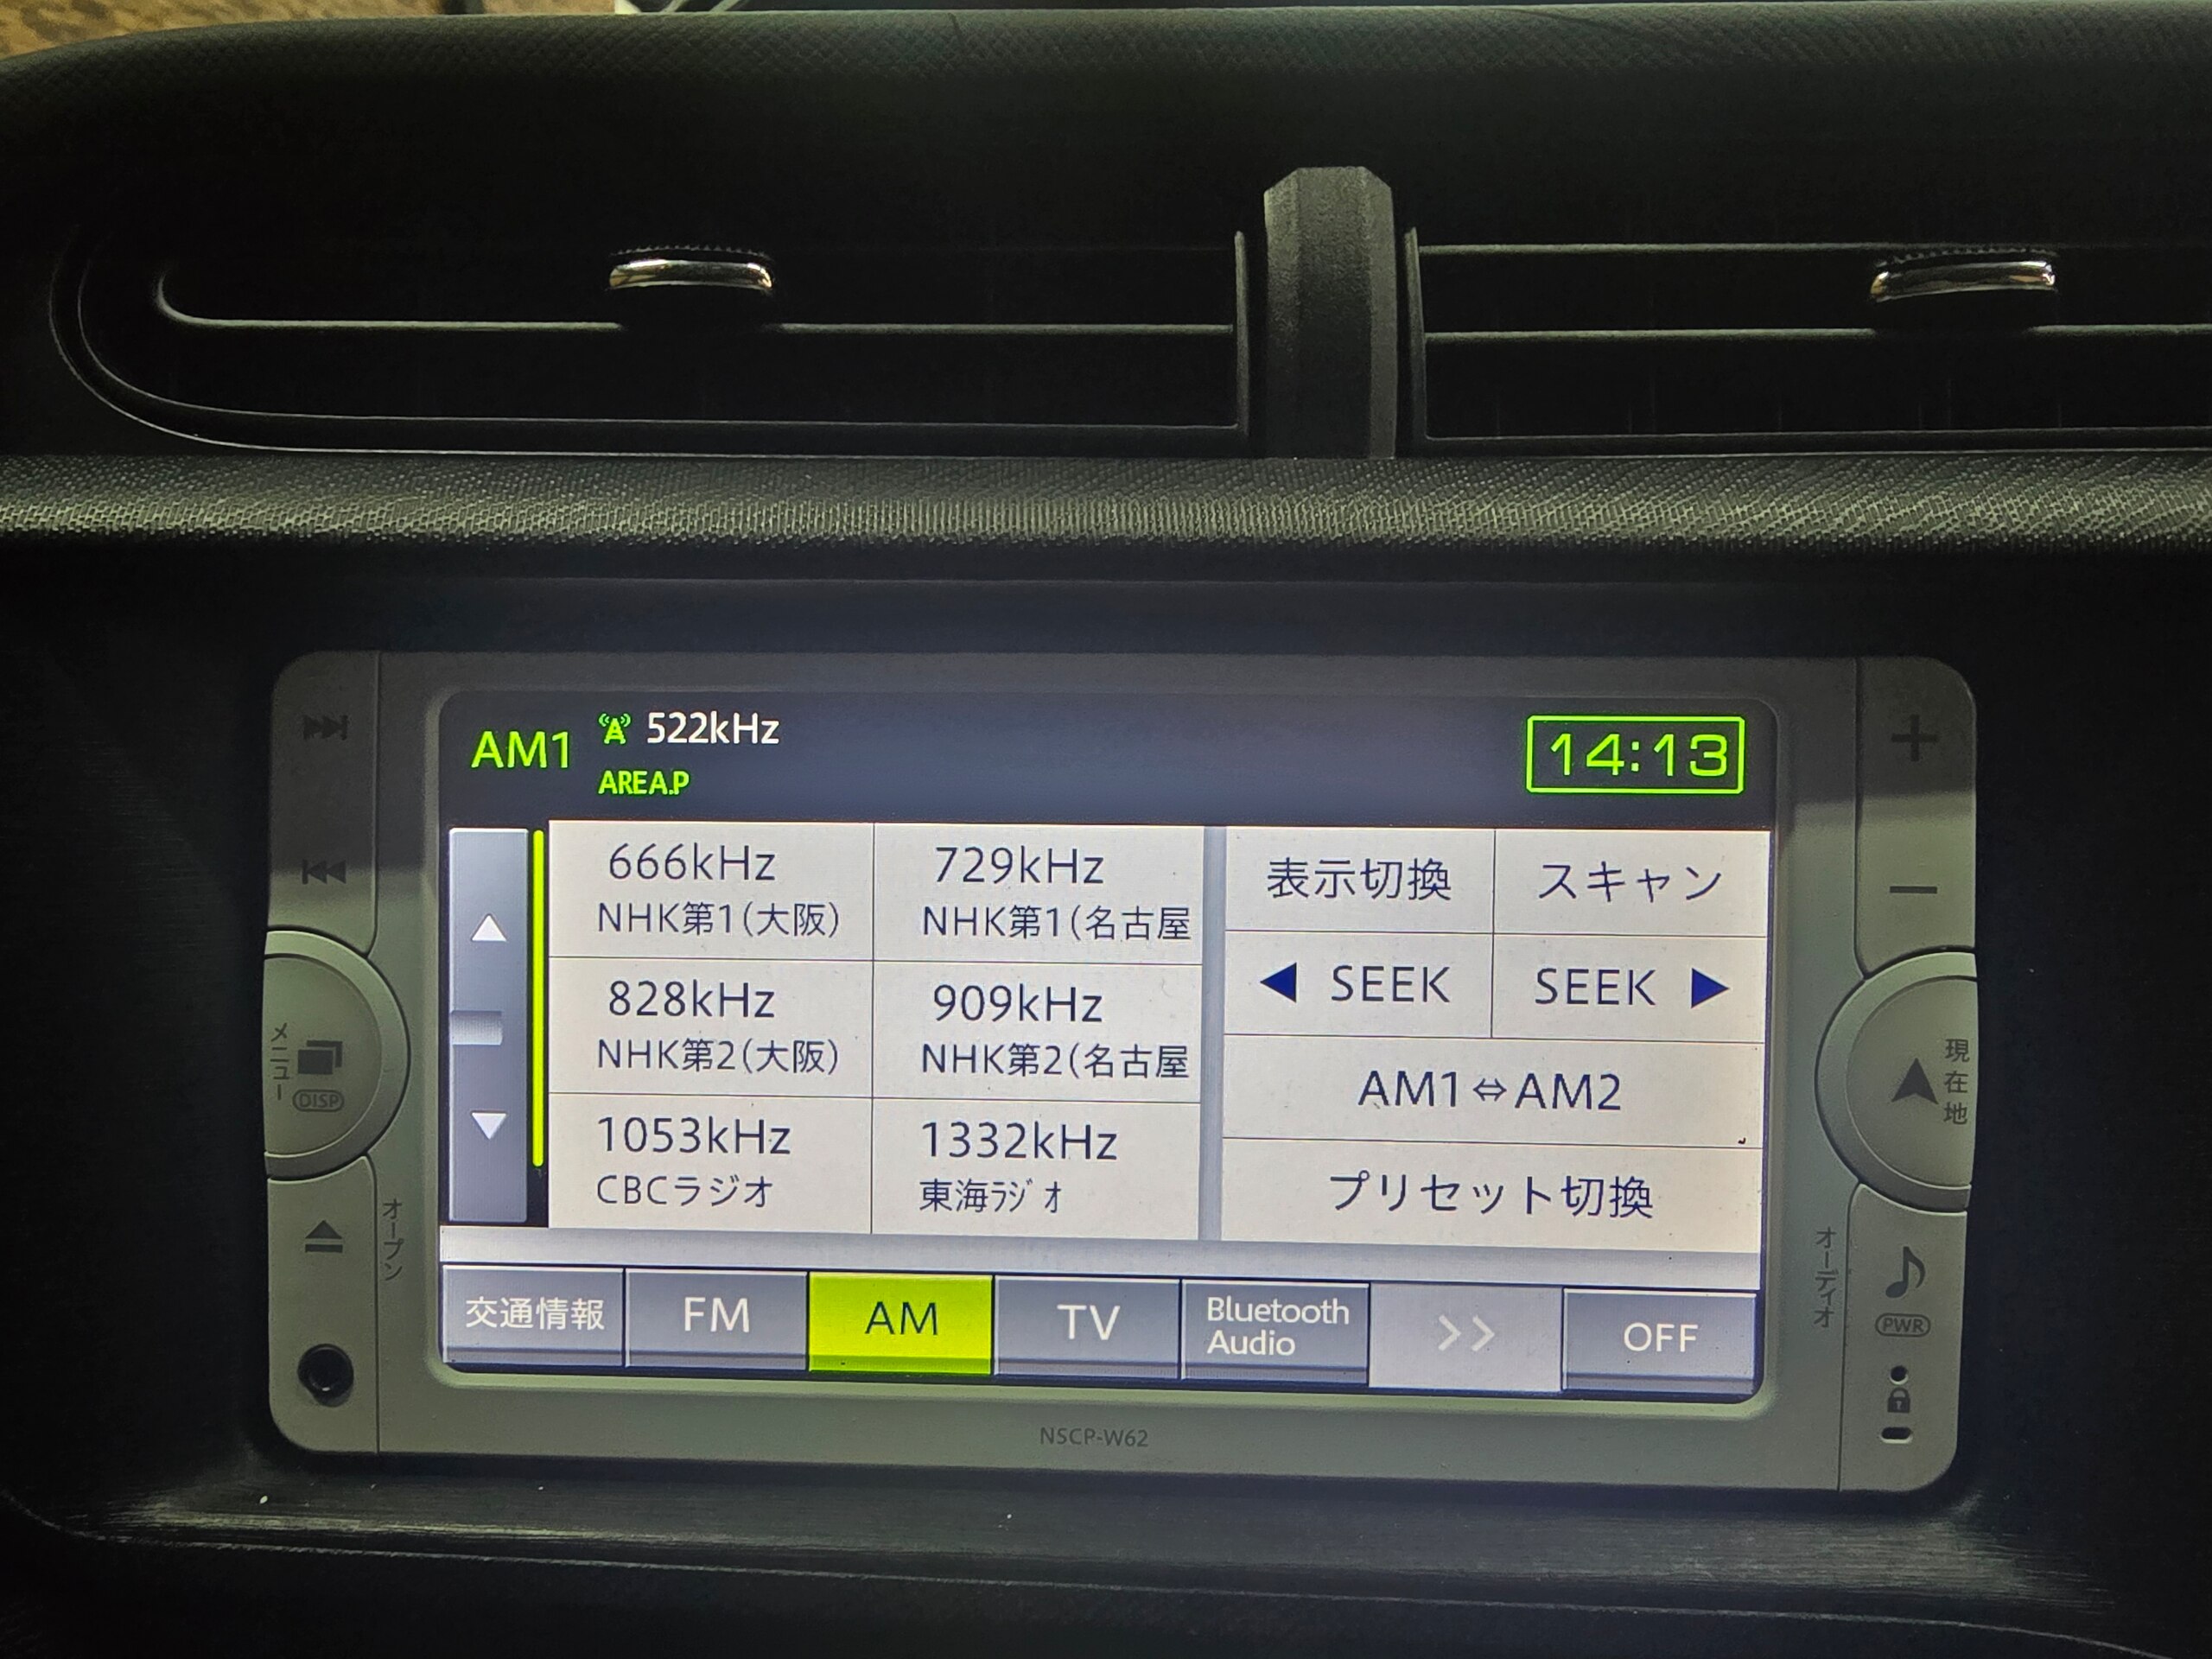 AM1
522kHz
AREA.P
14:13
666kHz
NHK第1(大阪)
729kHz
NHK第1(名古屋
828kHz
NHK第2(大阪)
909kHz
NHK第2(名古屋
1053kHz
CBCラジオ
1332kHz
東海ﾗｼﾞｵ
表示切換
スキャン
◀ SEEK
SEEK ▶
AM1⇔AM2
プリセット切換
交通情報
FM
AM
TV
Bluetooth
Audio
>>
OFF
メニュー
DISP
オープン
現在地
オーディオ
PWR
NSCP-W62